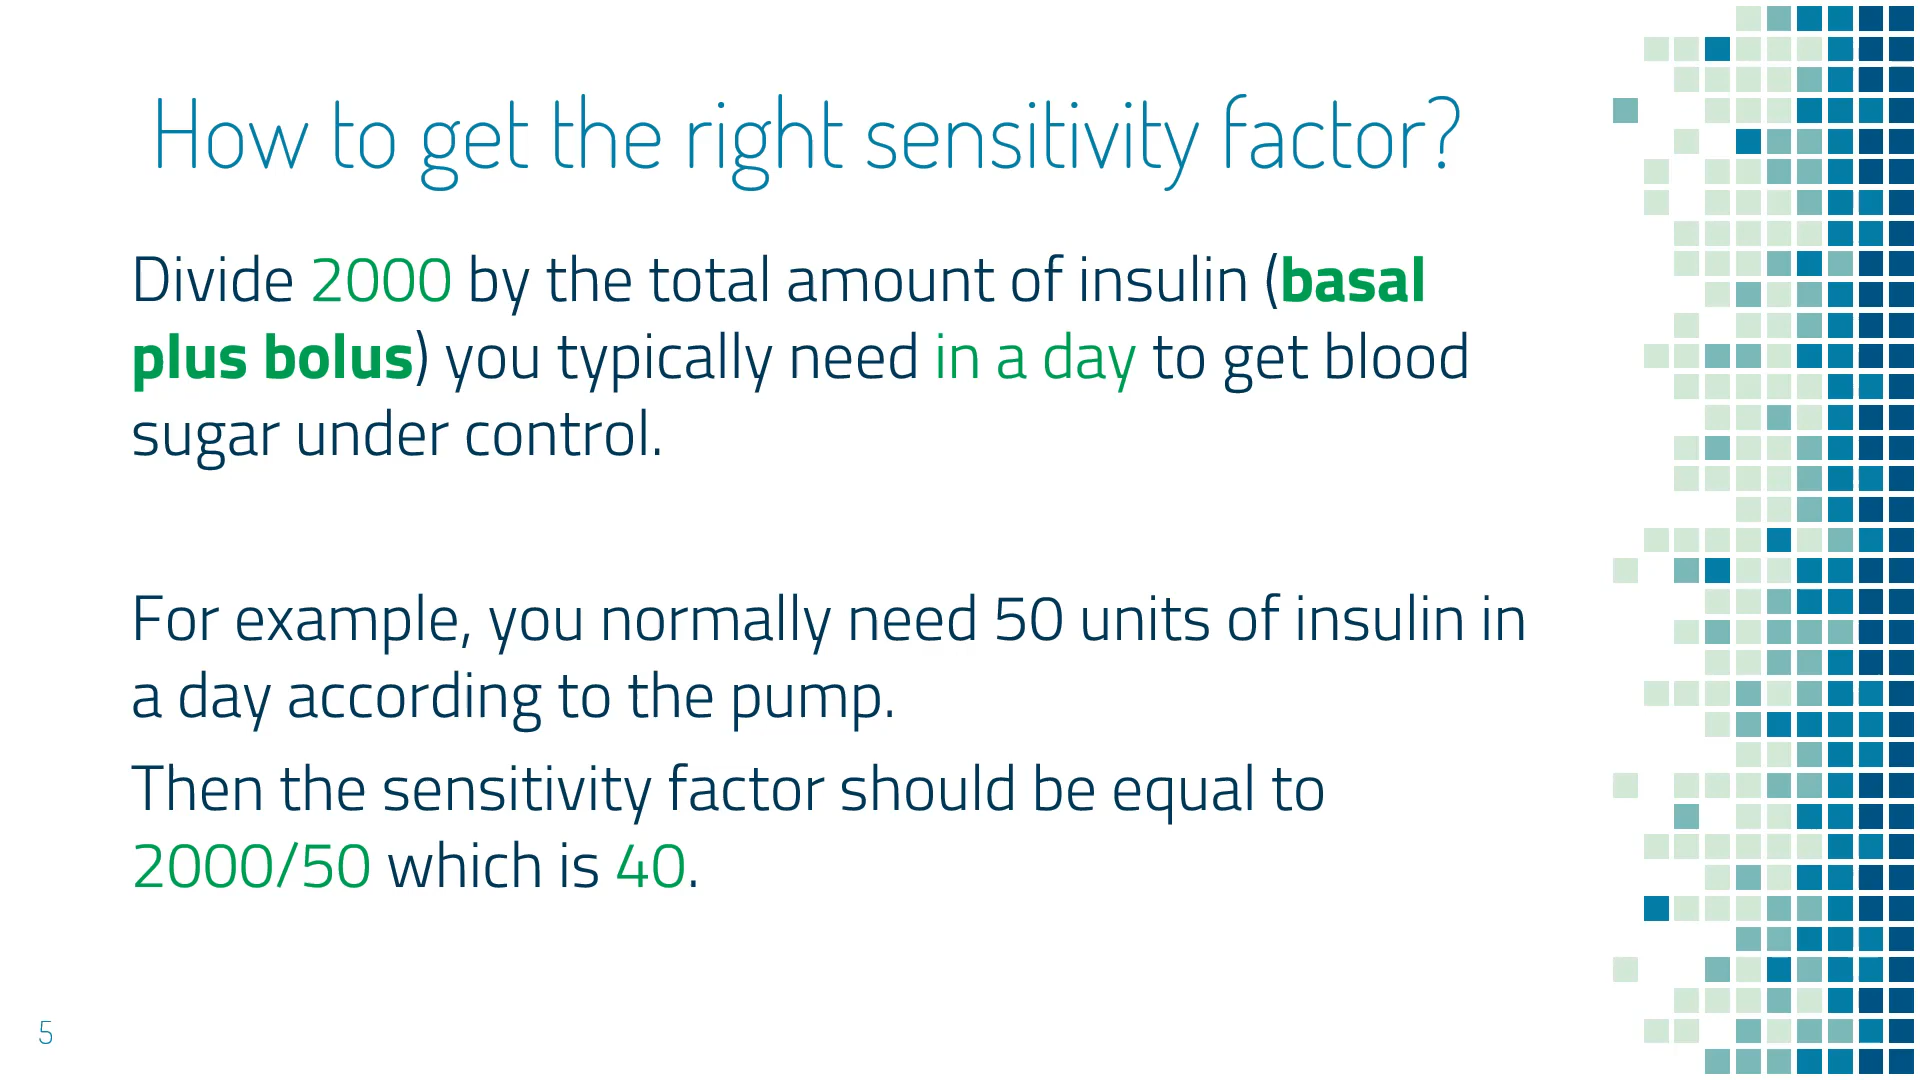 How to get the right sensitivity factor?
Divide 2000 by the total amount of insulin (basal
plus bolus) you typically need in a day to get blood
sugar under control.
For example, you normally need 50 units of insulin in
a day according to the pump.
Then the sensitivity factor should be equal to
2000/50 which is 40.
5